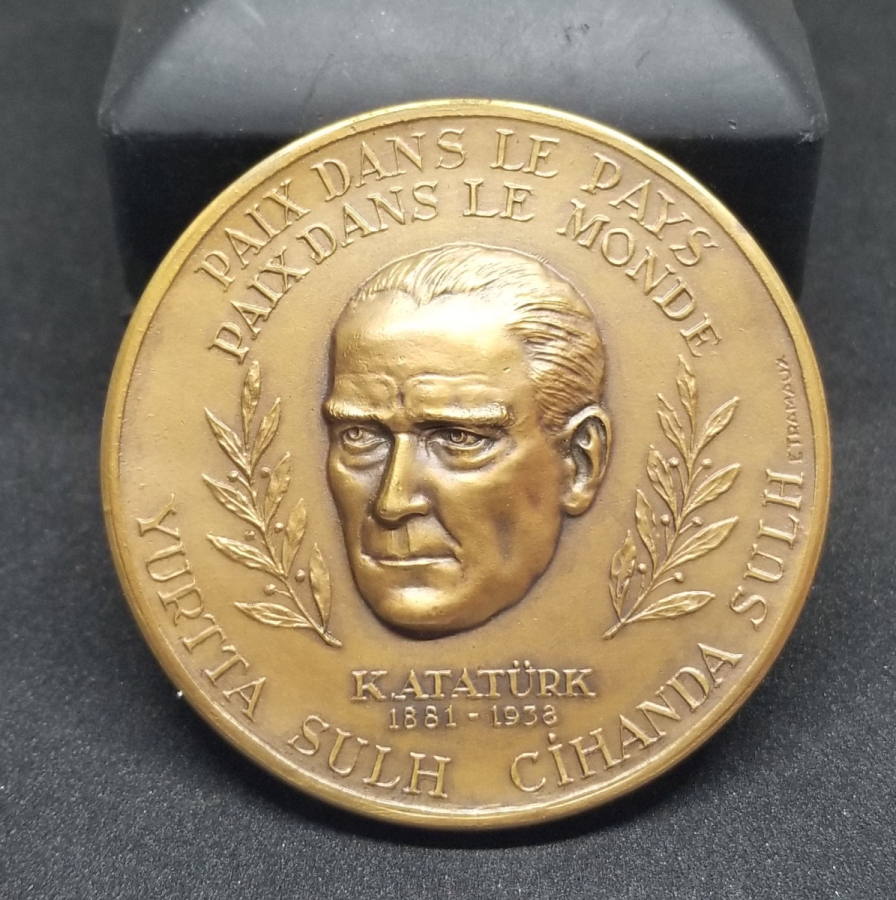 PAIX DANS LE PAYS
PAIX DANS LE MONDE
K.ATATÜRK
1881 - 1938
YURTTA SULH CİHANDA SULH